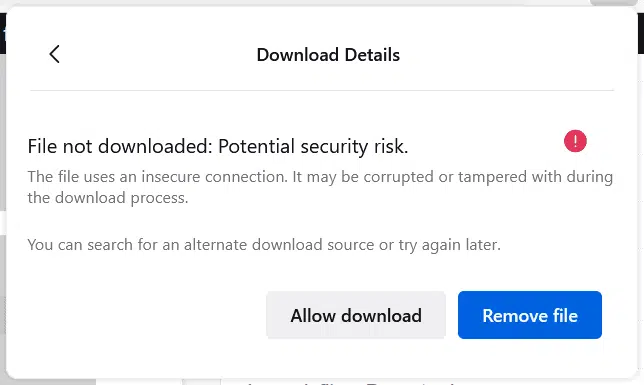 Download Details
File not downloaded: Potential security risk.
The file uses an insecure connection. It may be corrupted or tampered with during
the download process.
You can search for an alternate download source or try again later.
Allow download
Remove file